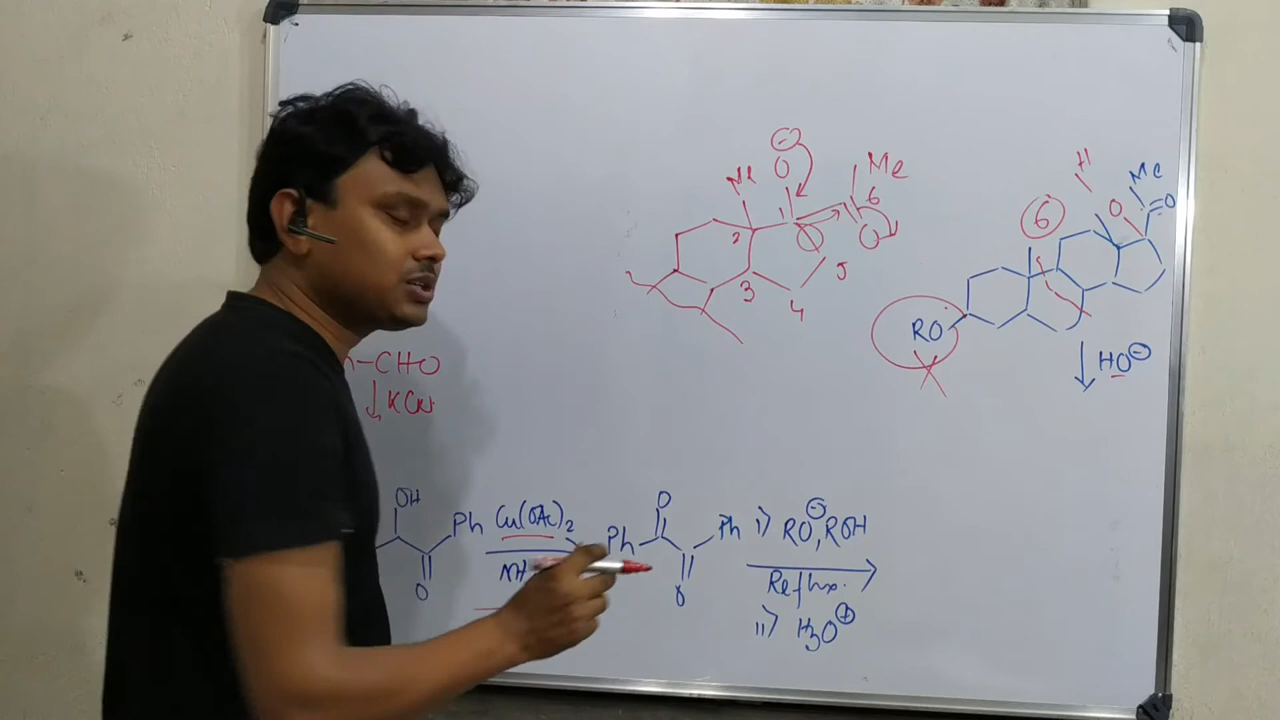 ⊖
O
Me
Me
1
6
O
2
3
4
5
H
Me
6
O
O
RO
HO⊖
–CHO
↓ KCN
OH
Ph
O
Cu(OAc)2
NH
Ph
O
O
Ph
i) RO⊖, ROH
Reflux.
ii) H3O⊕